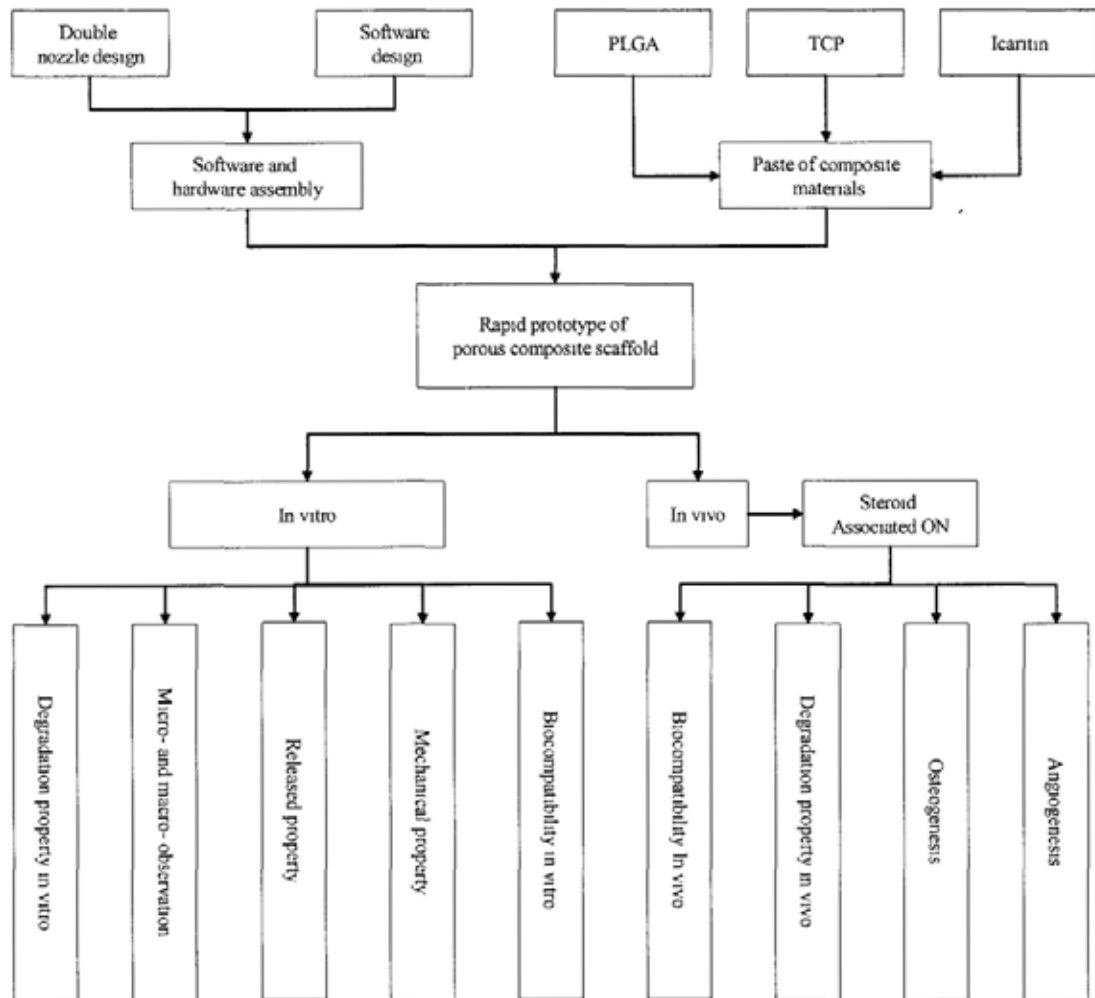 Double
nozzle design
Software
design
PLGA
TCP
Icaritin
Software and
hardware assembly
Paste of composite
materials
Rapid prototype of
porous composite scaffold
In vitro
In vivo
Steroid
Associated ON
Degradation property in vitro
Micro- and macro- observation
Released property
Mechanical property
Biocompatibility in vitro
Biocompatibility In vivo
Degradation property in vivo
Osteogenesis
Angiogenesis